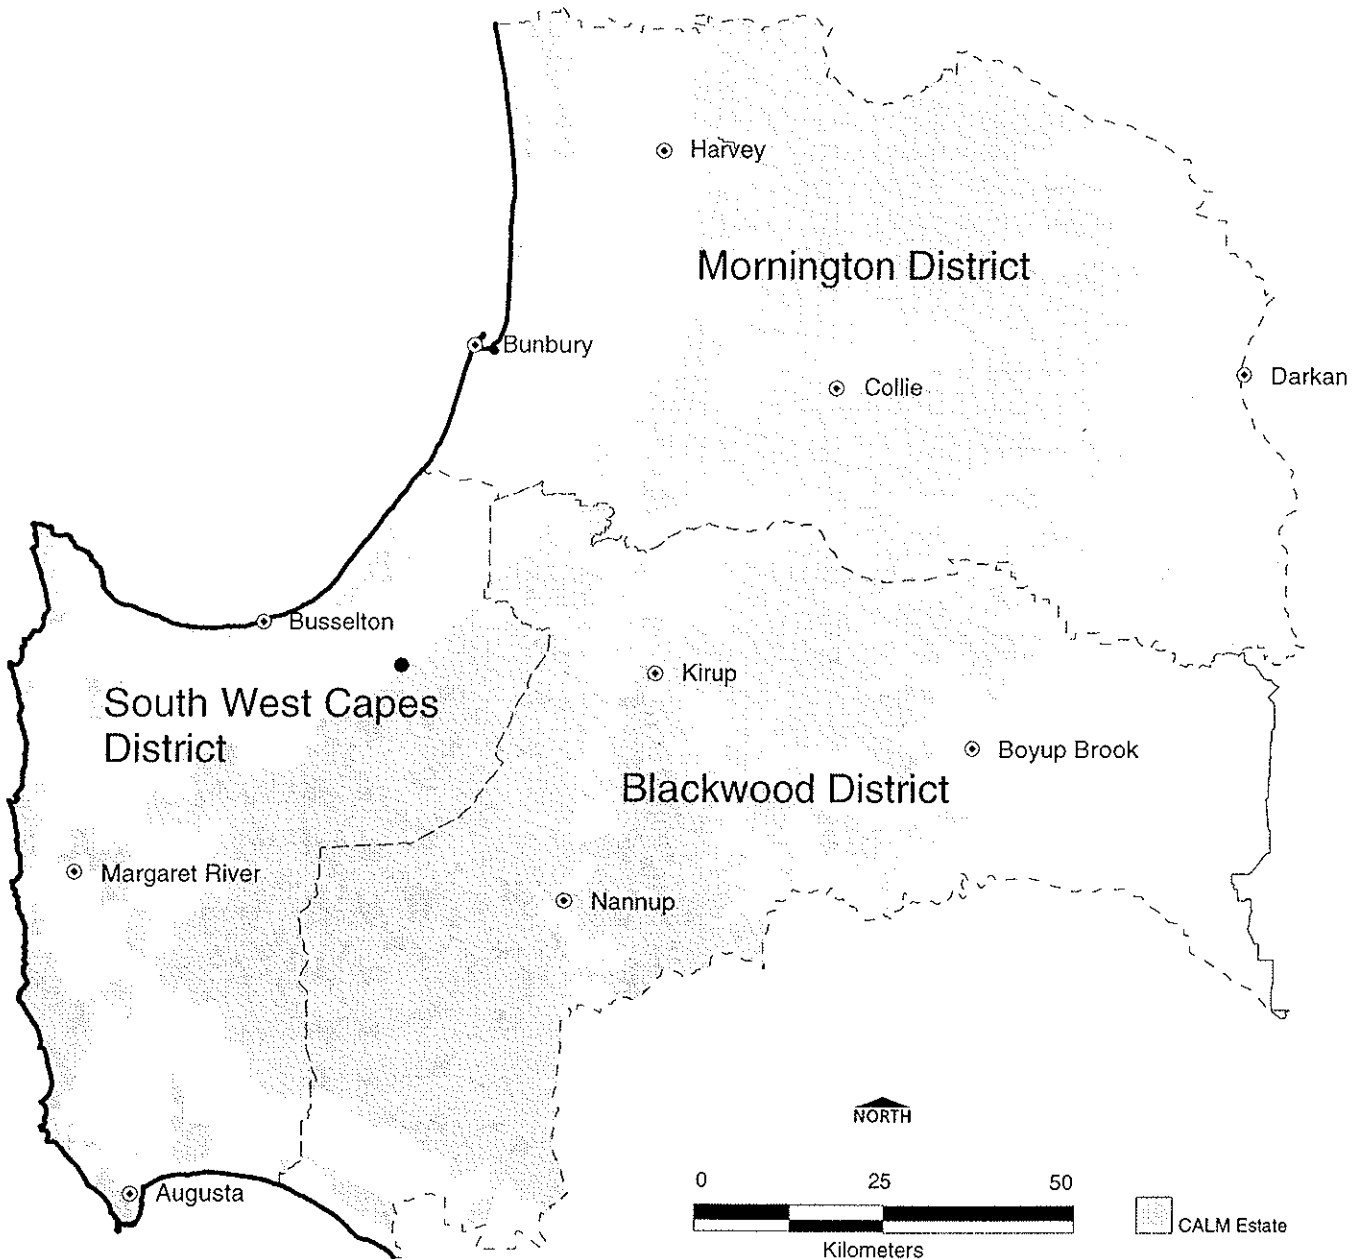 Harvey
Mornington District
Bunbury
Collie
Darkan
Busselton
Kirup
South West Capes
District
Boyup Brook
Blackwood District
Margaret River
Nannup
NORTH
Augusta
0 25 50
Kilometers
CALM Estate